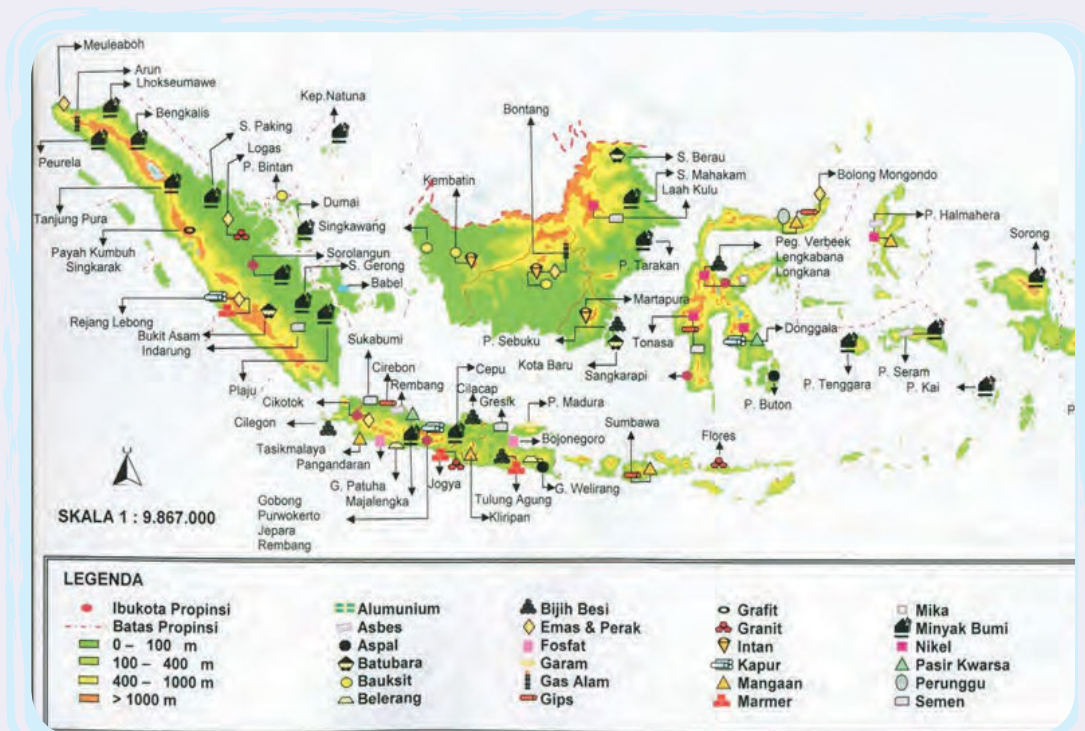 Meuleaboh
Arun
Lhokseumawe
Bengkalis
Kep.Natuna
S. Paking
Logas
P. Bintan
Peurela
Tanjung Pura
Dumai
Singkawang
Payah Kumbuh
Singkarak
Sorolangun
S. Gerong
Babel
Rejang Lebong
Bukit Asam
Indarung
Plaju
Bontang
Kembatin
S. Berau
S. Mahakam
Laah Kulu
P. Tarakan
Martapura
P. Sebuku
Kota Baru
Bolong Mongondo
P. Halmahera
Sorong
Peg. Verbeek
Lengkabana
Longkana
Tonasa
Donggala
Sangkarapi
P. Buton
P. Tenggara
P. Seram
P. Kai
Sukabumi
Cirebon
Rembang
Cepu
Cilacap
Gresik
P. Madura
Cikotok
Cilegon
Tasikmalaya
Pangandaran
G. Patuha
Majalengka
Jogya
Kliripan
Tulung Agung
G. Welirang
Bojonegoro
Sumbawa
Flores
Gobong
Purwokerto
Jepara
Rembang
SKALA 1 : 9.867.000
LEGENDA
Ibukota Propinsi
Batas Propinsi
0 – 100 m
100 – 400 m
400 – 1000 m
> 1000 m
Alumunium
Asbes
Aspal
Batubara
Bauksit
Belerang
Bijih Besi
Emas & Perak
Fosfat
Garam
Gas Alam
Gips
Grafit
Granit
Intan
Kapur
Mangaan
Marmer
Mika
Minyak Bumi
Nikel
Pasir Kwarsa
Perunggu
Semen